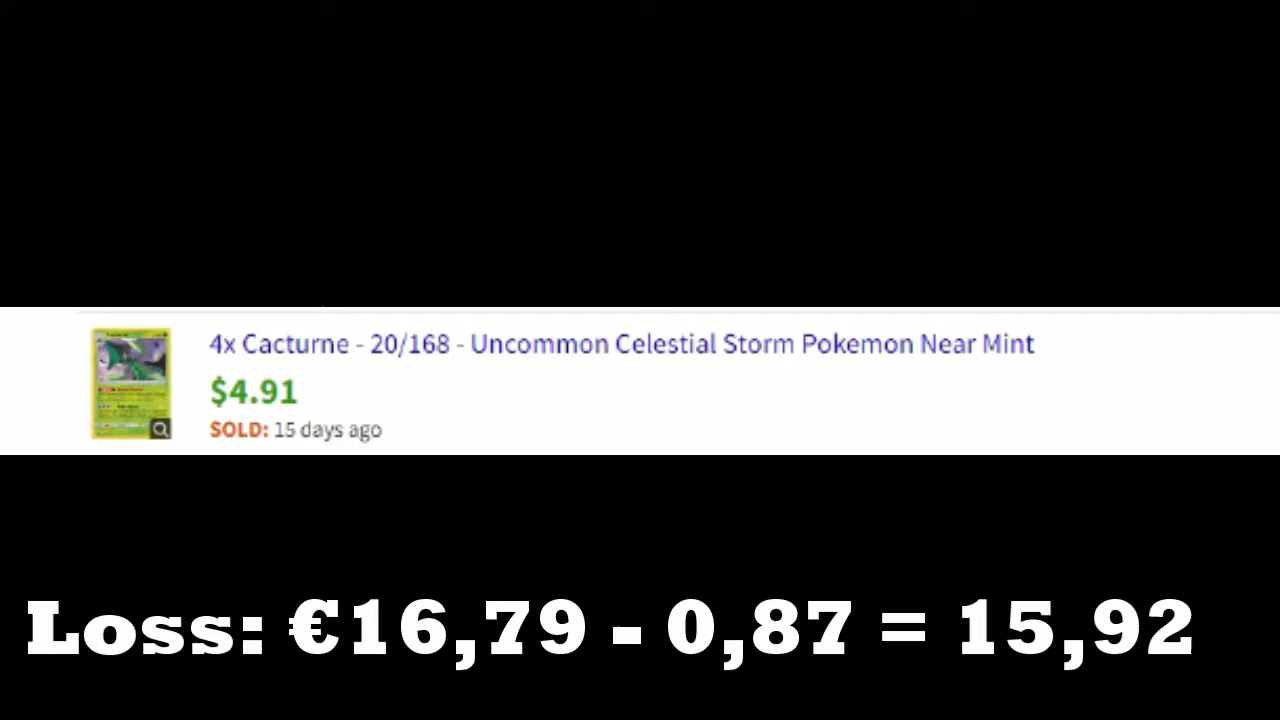 4x Cacturne - 20/168 - Uncommon Celestial Storm Pokemon Near Mint
$4.91
SOLD: 15 days ago
Loss: €16,79 - 0,87 = 15,92